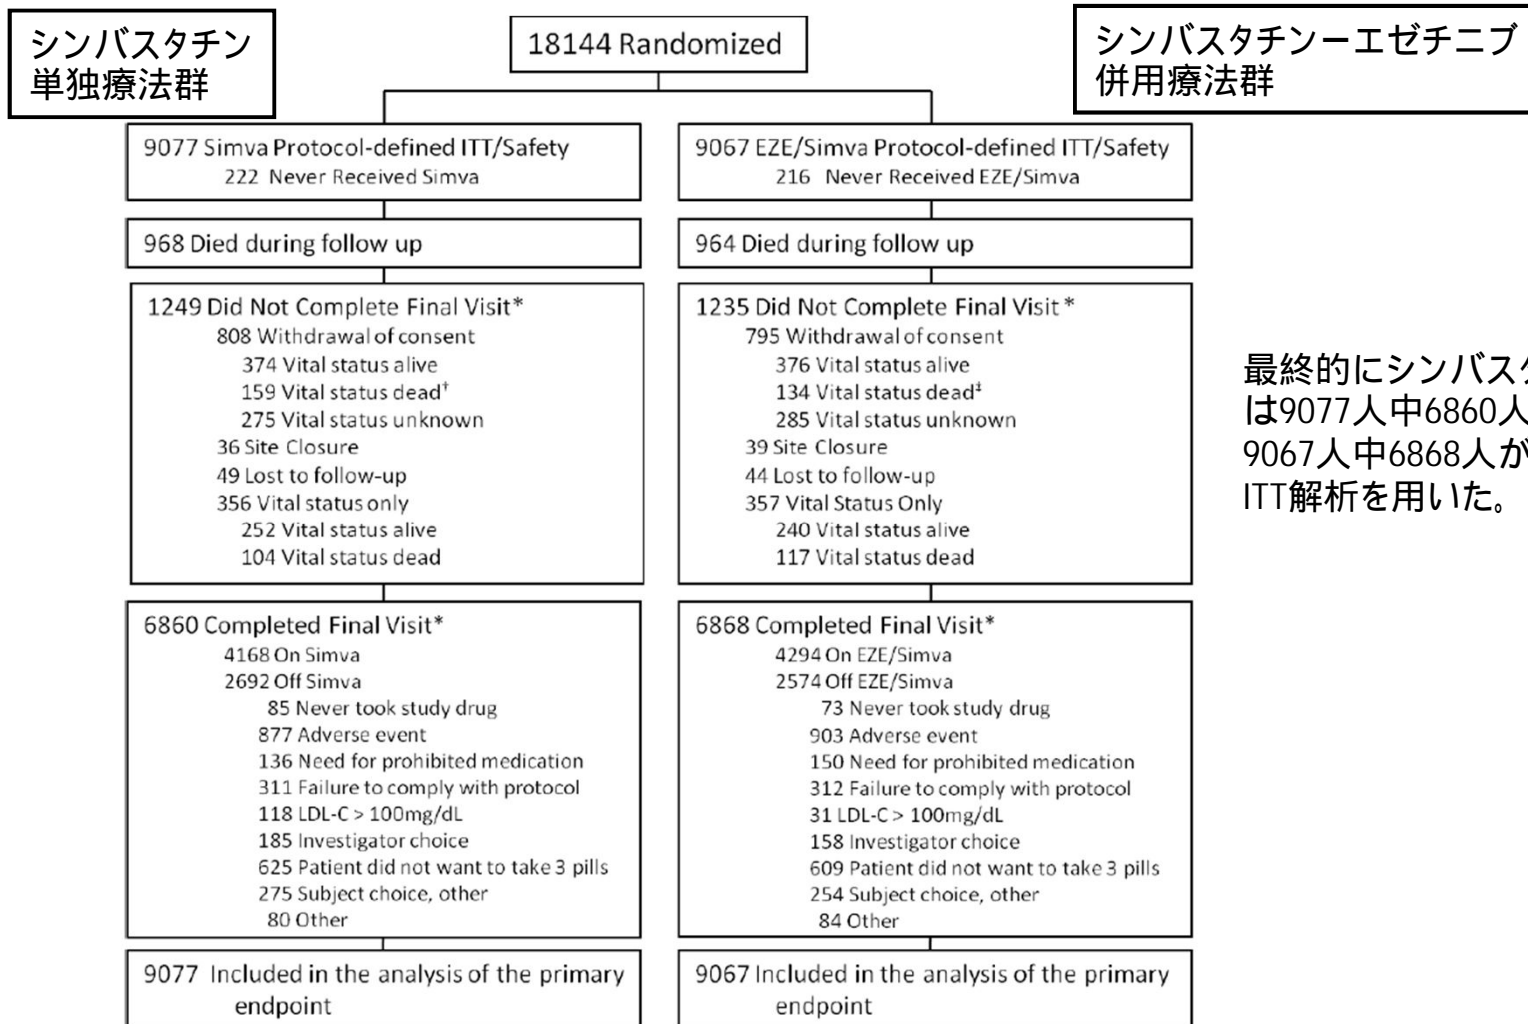 シンバスタチン
単独療法群
18144 Randomized
シンバスタチンーエゼチニブ
併用療法群
9077 Simva Protocol-defined ITT/Safety
222 Never Received Simva
9067 EZE/Simva Protocol-defined ITT/Safety
216 Never Received EZE/Simva
968 Died during follow up
964 Died during follow up
1249 Did Not Complete Final Visit*
808 Withdrawal of consent
374 Vital status alive
159 Vital status dead†
275 Vital status unknown
36 Site Closure
49 Lost to follow-up
356 Vital status only
252 Vital status alive
104 Vital status dead
1235 Did Not Complete Final Visit*
795 Withdrawal of consent
376 Vital status alive
134 Vital status dead‡
285 Vital status unknown
39 Site Closure
44 Lost to follow-up
357 Vital Status Only
240 Vital status alive
117 Vital status dead
最終的にシンバスタ
は9077人中6860人
9067人中6868人が
ITT解析を用いた。
6860 Completed Final Visit*
4168 On Simva
2692 Off Simva
85 Never took study drug
877 Adverse event
136 Need for prohibited medication
311 Failure to comply with protocol
118 LDL-C > 100mg/dL
185 Investigator choice
625 Patient did not want to take 3 pills
275 Subject choice, other
80 Other
6868 Completed Final Visit*
4294 On EZE/Simva
2574 Off EZE/Simva
73 Never took study drug
903 Adverse event
150 Need for prohibited medication
312 Failure to comply with protocol
31 LDL-C > 100mg/dL
158 Investigator choice
609 Patient did not want to take 3 pills
254 Subject choice, other
84 Other
9077 Included in the analysis of the primary
endpoint
9067 Included in the analysis of the primary
endpoint